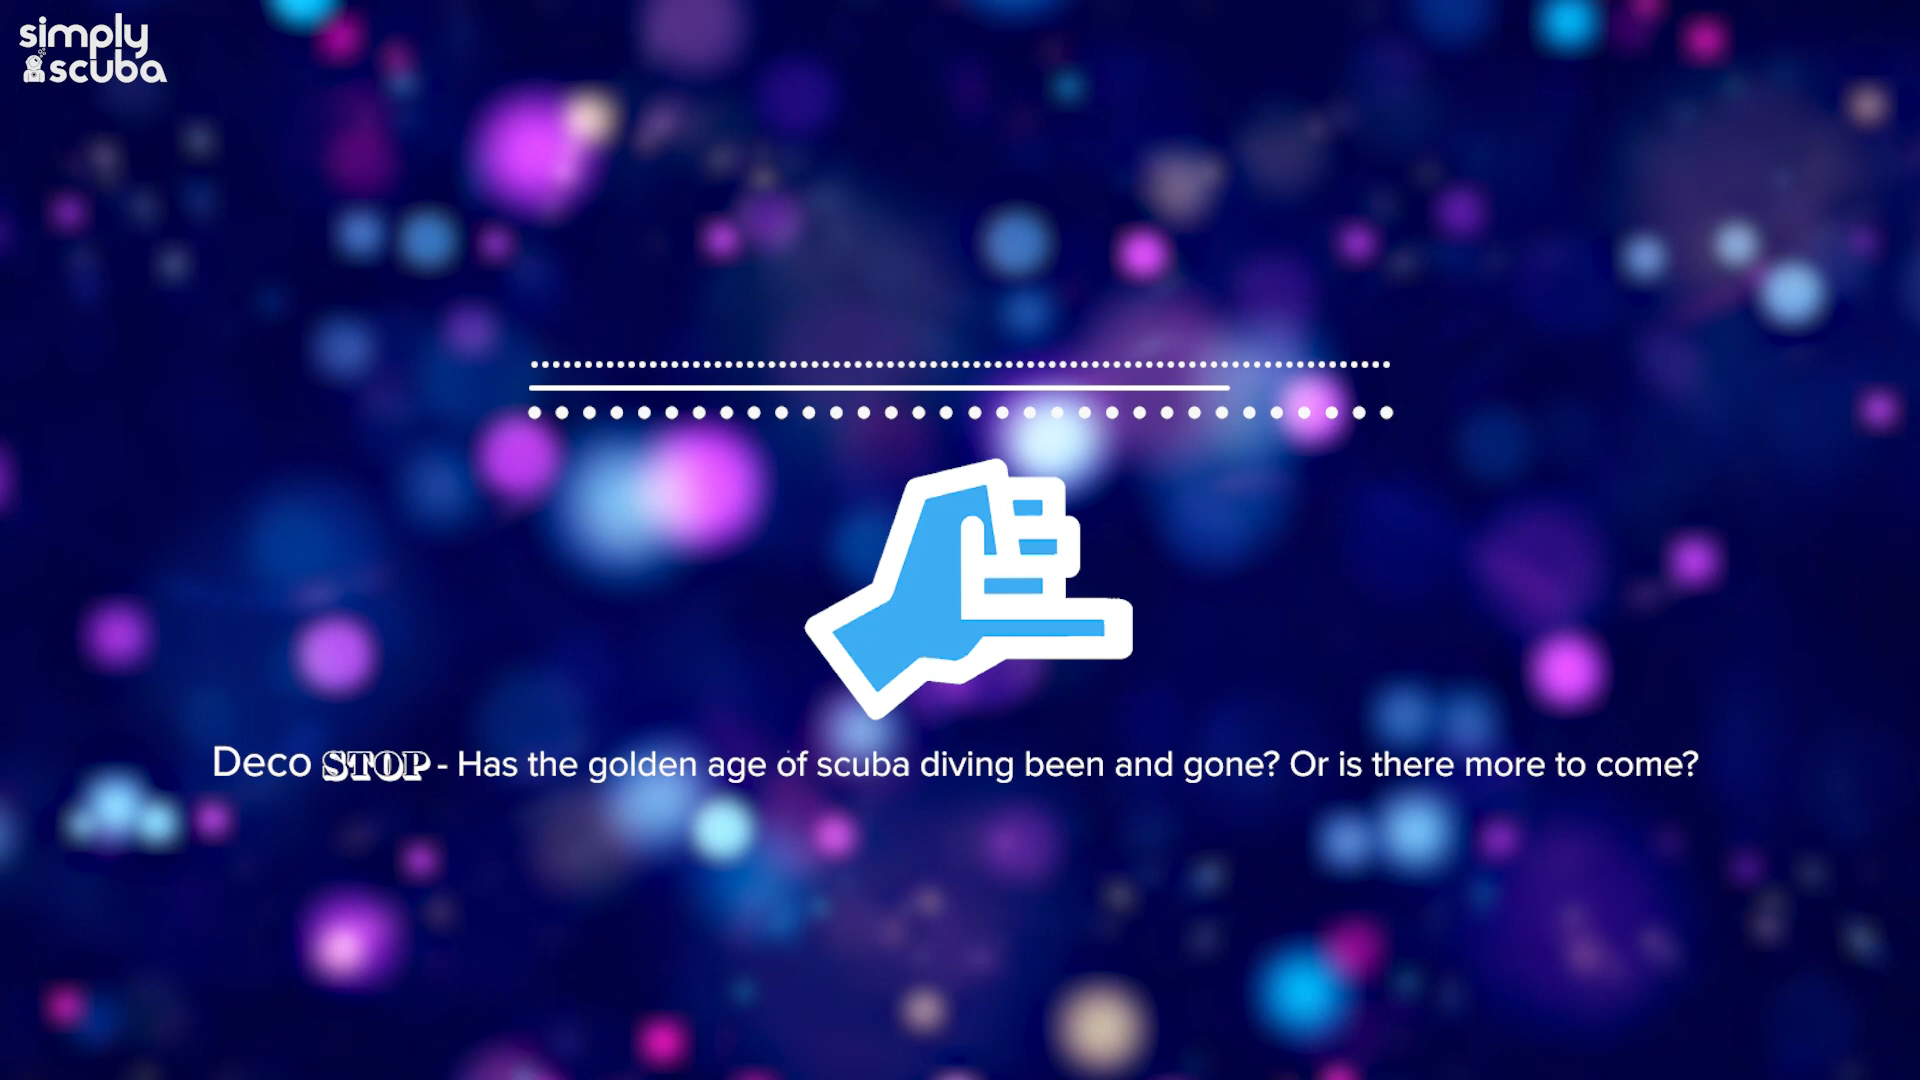 simply
scuba
Deco STOP - Has the golden age of scuba diving been and gone? Or is there more to come?